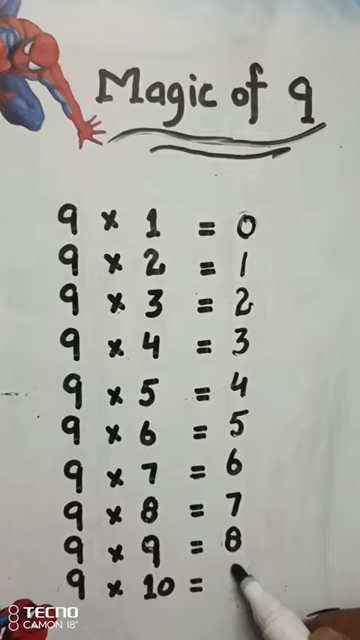 Magic of 9
9 × 1 = 0
9 × 2 = 1
9 × 3 = 2
9 × 4 = 3
9 × 5 = 4
9 × 6 = 5
9 × 7 = 6
9 × 8 = 7
9 × 9 = 8
9 × 10 =
TECNO
CAMON 18